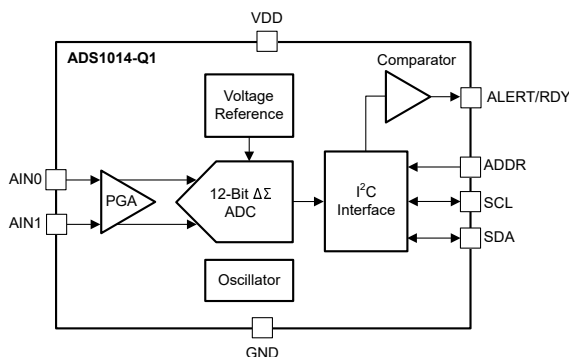 VDD
ADS1014-Q1
Comparator
Voltage
Reference
ALERT/RDY
ADDR
AIN0
PGA
12-Bit ΔΣ
ADC
I²C
Interface
SCL
AIN1
SDA
Oscillator
GND